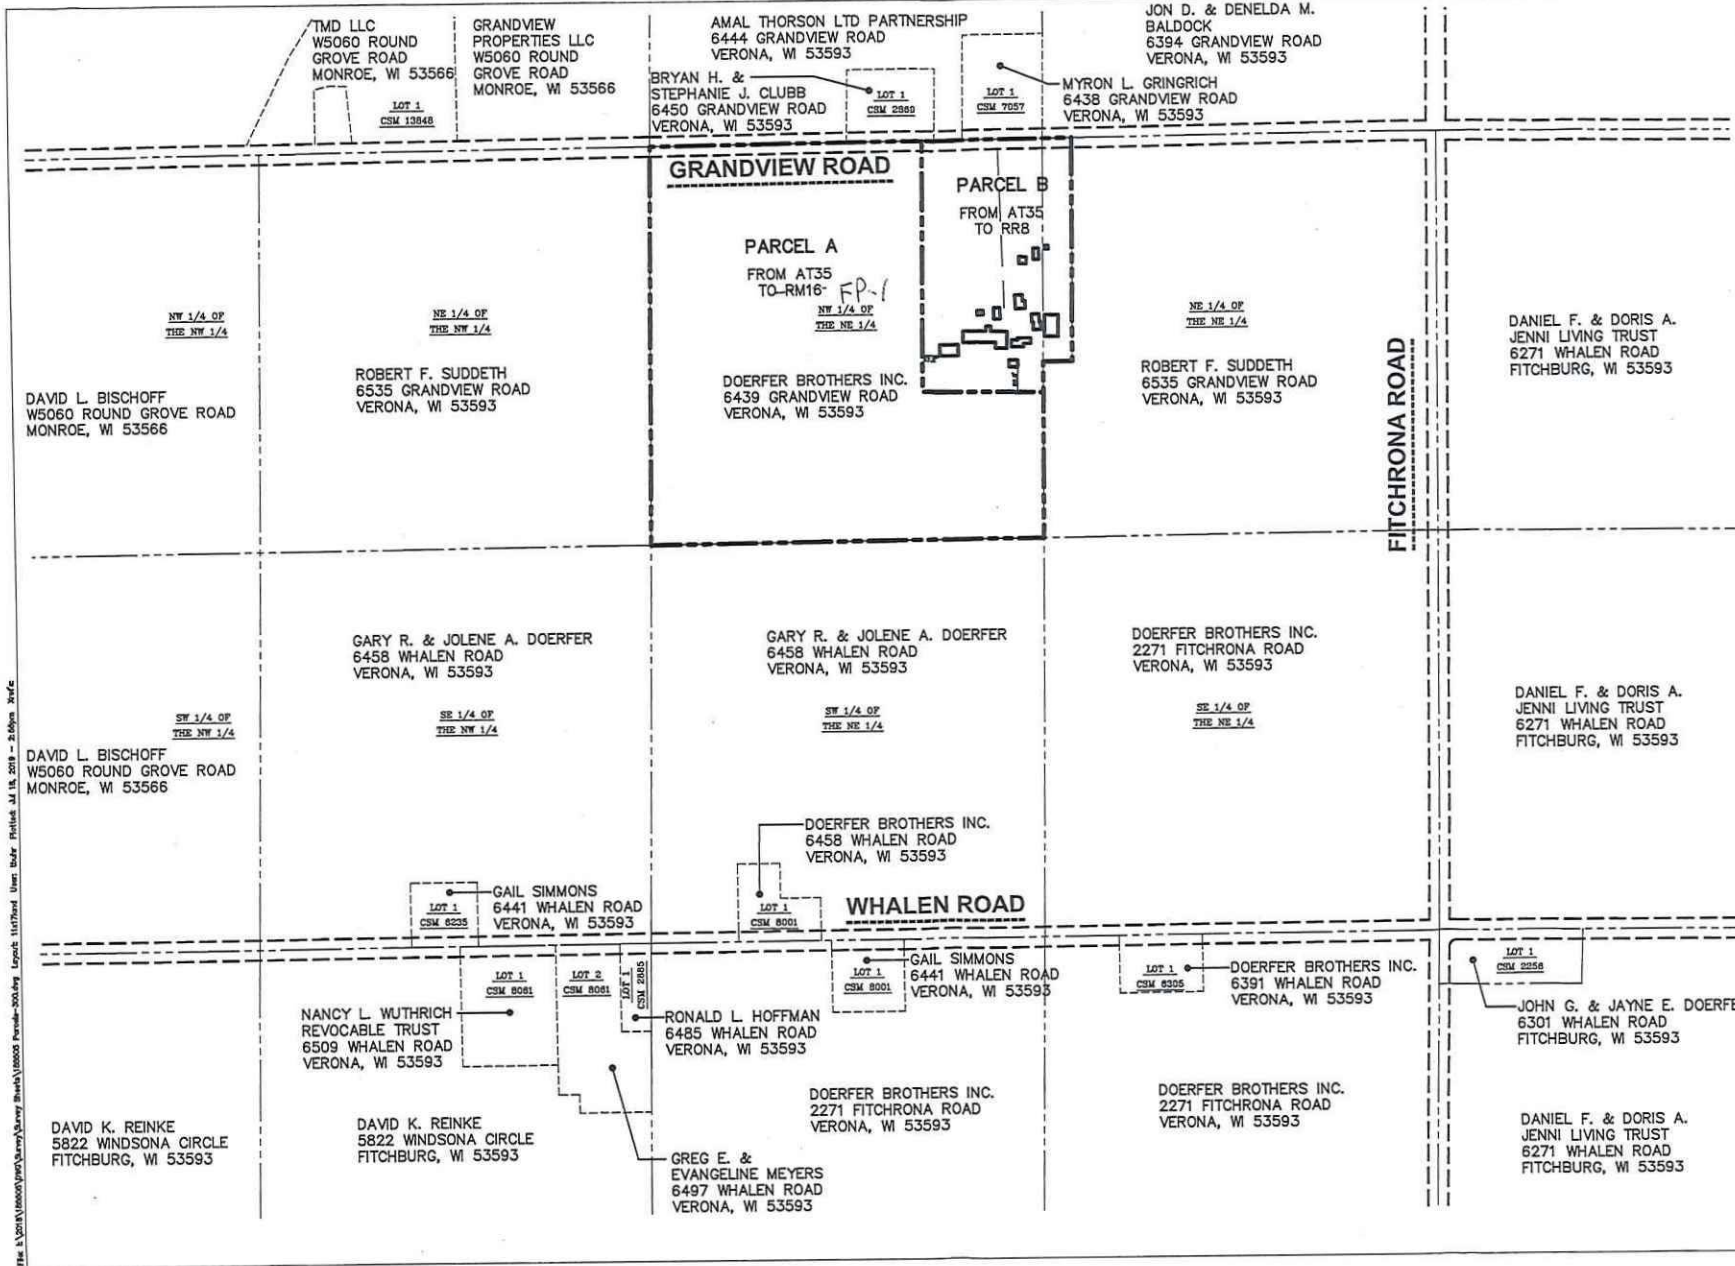 TMD LLC
W5060 ROUND
GROVE ROAD
MONROE, WI 53566
GRANDVIEW
PROPERTIES LLC
W5060 ROUND
GROVE ROAD
MONROE, WI 53566
LOT 1
CSM 13848
AMAL THORSON LTD PARTNERSHIP
6444 GRANDVIEW ROAD
VERONA, WI 53593
BRYAN H. &
STEPHANIE J. CLUBB
6450 GRANDVIEW ROAD
VERONA, WI 53593
LOT 1
CSM 2869
LOT 1
CSM 7057
JON D. & DENELDA M.
BALDOCK
6394 GRANDVIEW ROAD
VERONA, WI 53593
MYRON L. GRINGRICH
6438 GRANDVIEW ROAD
VERONA, WI 53593
GRANDVIEW ROAD
PARCEL A
FROM AT35
TO RM16 FP-1
NW 1/4 OF
THE NE 1/4
DOERFER BROTHERS INC.
6439 GRANDVIEW ROAD
VERONA, WI 53593
PARCEL B
FROM AT35
TO RR8
NW 1/4 OF
THE NW 1/4
DAVID L. BISCHOFF
W5060 ROUND GROVE ROAD
MONROE, WI 53566
NE 1/4 OF
THE NW 1/4
ROBERT F. SUDDETH
6535 GRANDVIEW ROAD
VERONA, WI 53593
NE 1/4 OF
THE NE 1/4
ROBERT F. SUDDETH
6535 GRANDVIEW ROAD
VERONA, WI 53593
FITCHRONA ROAD
DANIEL F. & DORIS A.
JENNI LIVING TRUST
6271 WHALEN ROAD
FITCHBURG, WI 53593
SW 1/4 OF
THE NW 1/4
DAVID L. BISCHOFF
W5060 ROUND GROVE ROAD
MONROE, WI 53566
GARY R. & JOLENE A. DOERFER
6458 WHALEN ROAD
VERONA, WI 53593
SE 1/4 OF
THE NW 1/4
GARY R. & JOLENE A. DOERFER
6458 WHALEN ROAD
VERONA, WI 53593
SW 1/4 OF
THE NE 1/4
DOERFER BROTHERS INC.
2271 FITCHRONA ROAD
VERONA, WI 53593
SE 1/4 OF
THE NE 1/4
DANIEL F. & DORIS A.
JENNI LIVING TRUST
6271 WHALEN ROAD
FITCHBURG, WI 53593
DOERFER BROTHERS INC.
6458 WHALEN ROAD
VERONA, WI 53593
LOT 1
CSM 8001
GAIL SIMMONS
6441 WHALEN ROAD
VERONA, WI 53593
LOT 1
CSM 6235
WHALEN ROAD
LOT 1
CSM 8081
LOT 2
CSM 8081
LOT 1
CSM 2885
NANCY L. WUTHRICH
REVOCABLE TRUST
6509 WHALEN ROAD
VERONA, WI 53593
RONALD L. HOFFMAN
6485 WHALEN ROAD
VERONA, WI 53593
LOT 1
CSM 8001
GAIL SIMMONS
6441 WHALEN ROAD
VERONA, WI 53593
LOT 1
CSM 6305
DOERFER BROTHERS INC.
6391 WHALEN ROAD
VERONA, WI 53593
LOT 1
CSM 2256
JOHN G. & JAYNE E. DOERFE
6301 WHALEN ROAD
FITCHBURG, WI 53593
DAVID K. REINKE
5822 WINDSONA CIRCLE
FITCHBURG, WI 53593
DAVID K. REINKE
5822 WINDSONA CIRCLE
FITCHBURG, WI 53593
GREG E. &
EVANGELINE MEYERS
6497 WHALEN ROAD
VERONA, WI 53593
DOERFER BROTHERS INC.
2271 FITCHRONA ROAD
VERONA, WI 53593
DOERFER BROTHERS INC.
2271 FITCHRONA ROAD
VERONA, WI 53593
DANIEL F. & DORIS A.
JENNI LIVING TRUST
6271 WHALEN ROAD
FITCHBURG, WI 53593